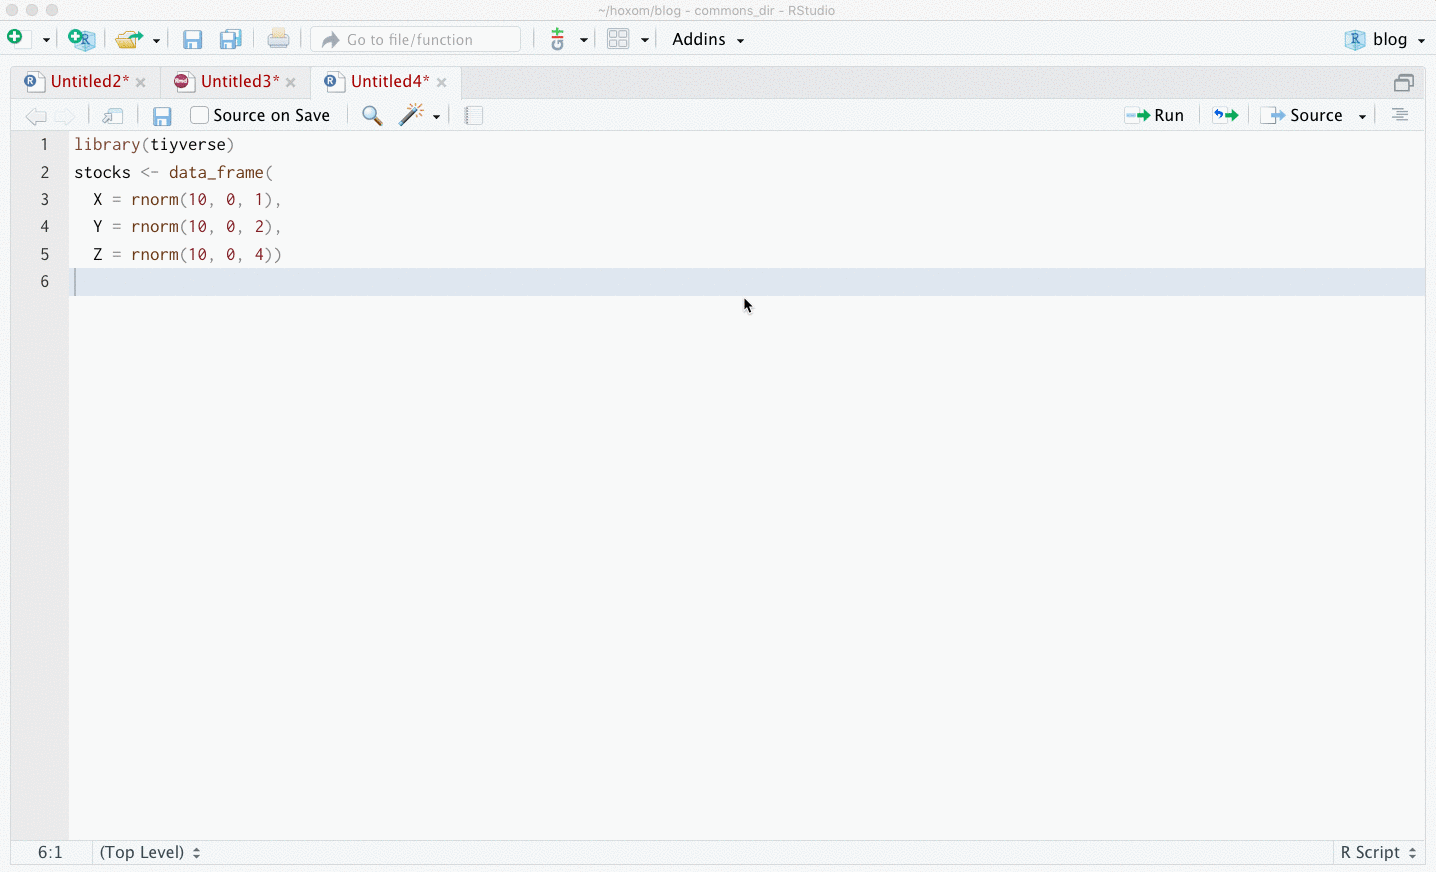 ~/hoxom/blog - commons_dir - RStudio
Go to file/function
Addins
blog
Untitled2*
Untitled3*
Untitled4*
Source on Save
Run
Source
1 library(tiyverse)
2 stocks <- data_frame(
3 X = rnorm(10, 0, 1),
4 Y = rnorm(10, 0, 2),
5 Z = rnorm(10, 0, 4))
6
6:1 (Top Level)
R Script